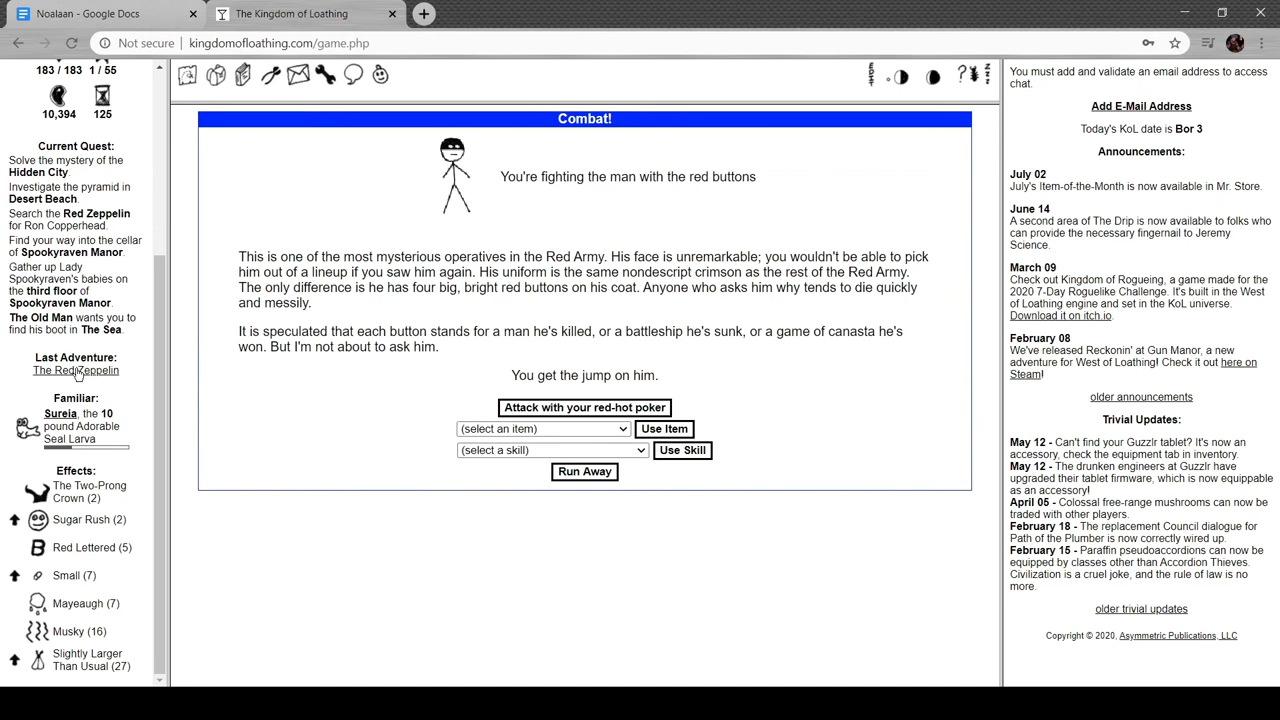 Noalaan - Google Docs
The Kingdom of Loathing
Not secure
kingdomofloathing.com/game.php
183 / 183 1 / 55
10,394 125
Current Quest:
Solve the mystery of the
Hidden City.
Investigate the pyramid in
Desert Beach.
Search the Red Zeppelin
for Ron Copperhead.
Find your way into the cellar
of Spookyraven Manor.
Gather up Lady
Spookyraven's babies on
the third floor of
Spookyraven Manor.
The Old Man wants you to
find his boot in The Sea.
Last Adventure:
The Red Zeppelin
Familiar:
Sureia, the 10
pound Adorable
Seal Larva
Effects:
The Two-Prong
Crown (2)
Sugar Rush (2)
Red Lettered (5)
Small (7)
Mayeaugh (7)
Musky (16)
Slightly Larger
Than Usual (27)
Combat!
You're fighting the man with the red buttons
This is one of the most mysterious operatives in the Red Army. His face is unremarkable; you wouldn't be able to pick
him out of a lineup if you saw him again. His uniform is the same nondescript crimson as the rest of the Red Army.
The only difference is he has four big, bright red buttons on his coat. Anyone who asks him why tends to die quickly
and messily.
It is speculated that each button stands for a man he's killed, or a battleship he's sunk, or a game of canasta he's
won. But I'm not about to ask him.
You get the jump on him.
Attack with your red-hot poker
(select an item) Use Item
(select a skill) Use Skill
Run Away
You must add and validate an email address to access
chat.
Add E-Mail Address
Today's KoL date is Bor 3
Announcements:
July 02
July's Item-of-the-Month is now available in Mr. Store.
June 14
A second area of The Drip is now available to folks who
can provide the necessary fingernail to Jeremy
Science.
March 09
Check out Kingdom of Rogueing, a game made for the
2020 7-Day Roguelike Challenge. It's built in the West
of Loathing engine and set in the KoL universe.
Download it on itch.io.
February 08
We've released Reckonin' at Gun Manor, a new
adventure for West of Loathing! Check it out here on
Steam!
older announcements
Trivial Updates:
May 12 - Can't find your Guzzlr tablet? It's now an
accessory, check the equipment tab in inventory.
May 12 - The drunken engineers at Guzzlr have
upgraded their tablet firmware, which is now equippable
as an accessory!
April 05 - Colossal free-range mushrooms can now be
traded with other players.
February 18 - The replacement Council dialogue for
Path of the Plumber is now correctly wired up.
February 15 - Paraffin pseudoaccordions can now be
equipped by classes other than Accordion Thieves.
Civilization is a cruel joke, and the rule of law is no
more.
older trivial updates
Copyright © 2020, Asymmetric Publications, LLC